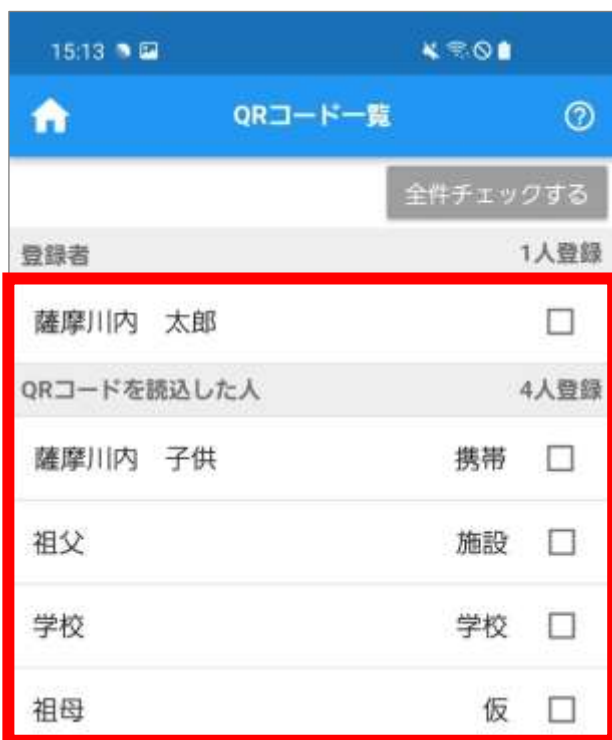 15:13
QRコード一覧
全件チェックする
登録者 1人登録
薩摩川内　太郎
QRコードを読込した人 4人登録
薩摩川内　子供 携帯
祖父 施設
学校 学校
祖母 仮